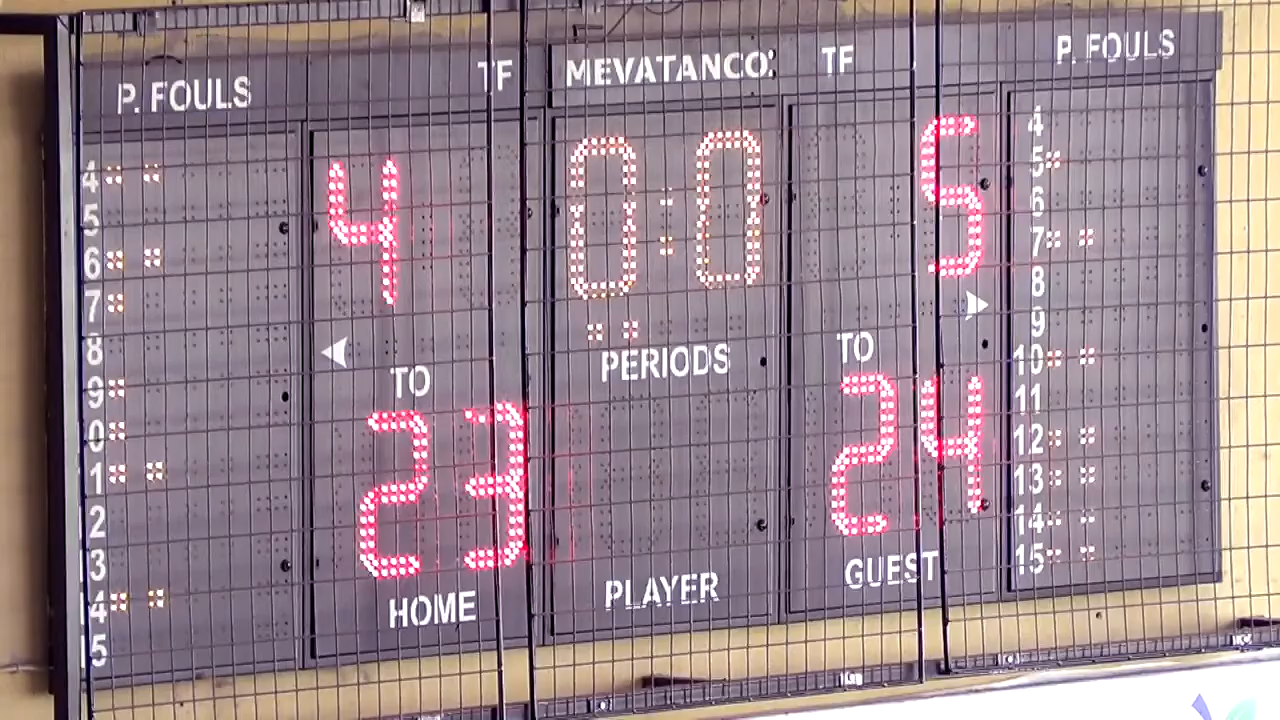 P. FOULS TF MEVATANCO: TF P. FOULS
4 5 6 7 8 9 0 1 2 3 14 15
4
0:0
5
4 5 6 7 8 9 10 11 12 13 14 15
TO PERIODS TO
23 24
HOME PLAYER GUEST